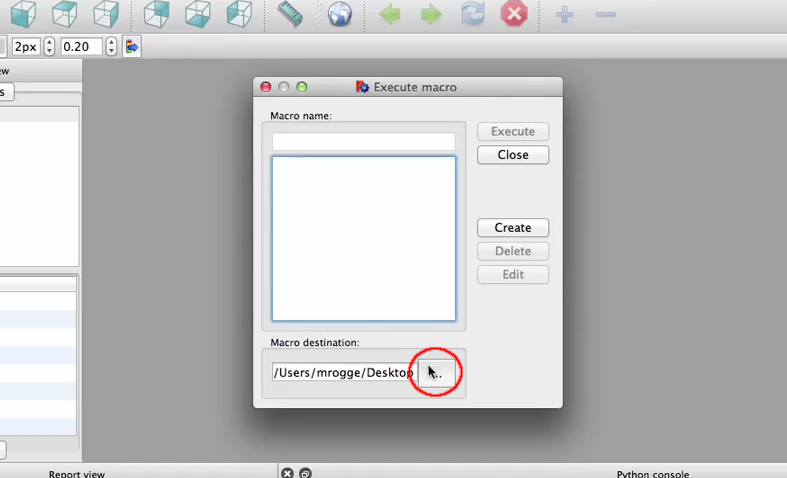 2px 0.20
ew
s
Execute macro
Macro name:
Execute
Close
Create
Delete
Edit
Macro destination:
/Users/mrogge/Desktop
...
Report view
Python console